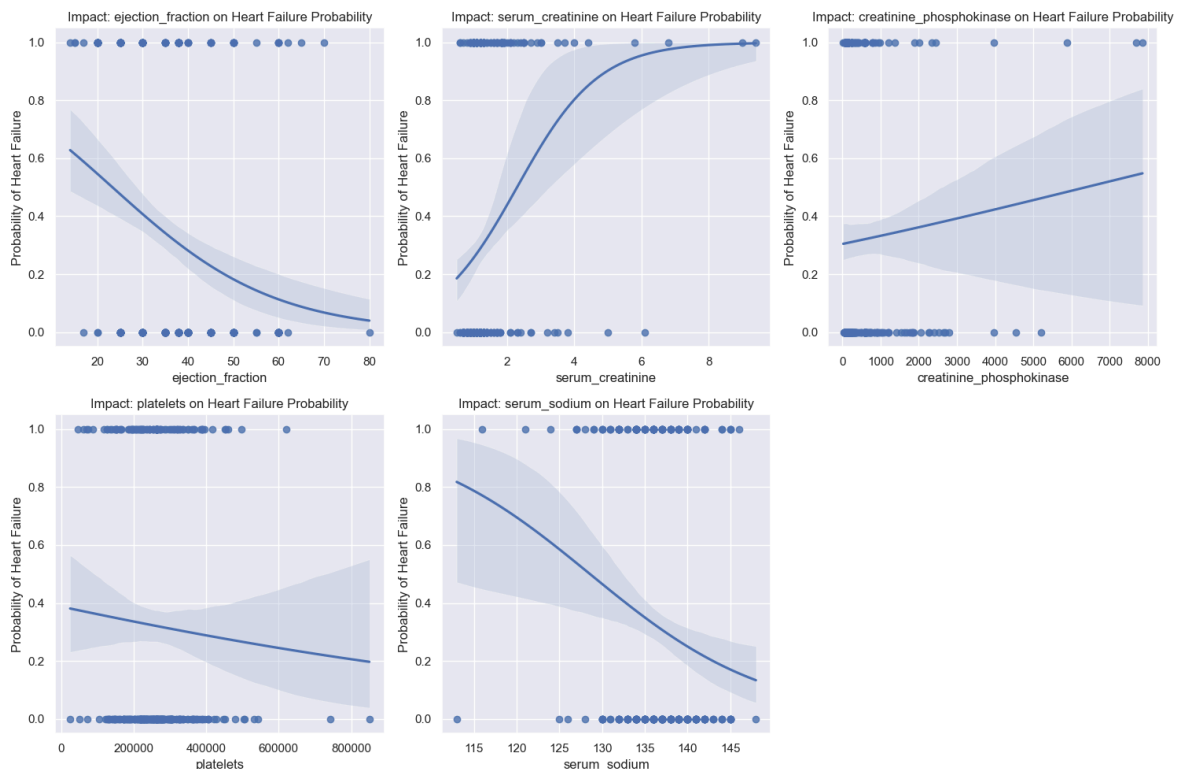 Impact: ejection_fraction on Heart Failure Probability
Probability of Heart Failure
1.0
0.8
0.6
0.4
0.2
0.0
20 30 40 50 60 70 80
ejection_fraction
Impact: serum_creatinine on Heart Failure Probability
Probability of Heart Failure
1.0
0.8
0.6
0.4
0.2
0.0
2 4 6 8
serum_creatinine
Impact: creatinine_phosphokinase on Heart Failure Probability
Probability of Heart Failure
1.0
0.8
0.6
0.4
0.2
0.0
0 1000 2000 3000 4000 5000 6000 7000 8000
creatinine_phosphokinase
Impact: platelets on Heart Failure Probability
Probability of Heart Failure
1.0
0.8
0.6
0.4
0.2
0.0
0 200000 400000 600000 800000
platelets
Impact: serum_sodium on Heart Failure Probability
Probability of Heart Failure
1.0
0.8
0.6
0.4
0.2
0.0
115 120 125 130 135 140 145
serum_sodium